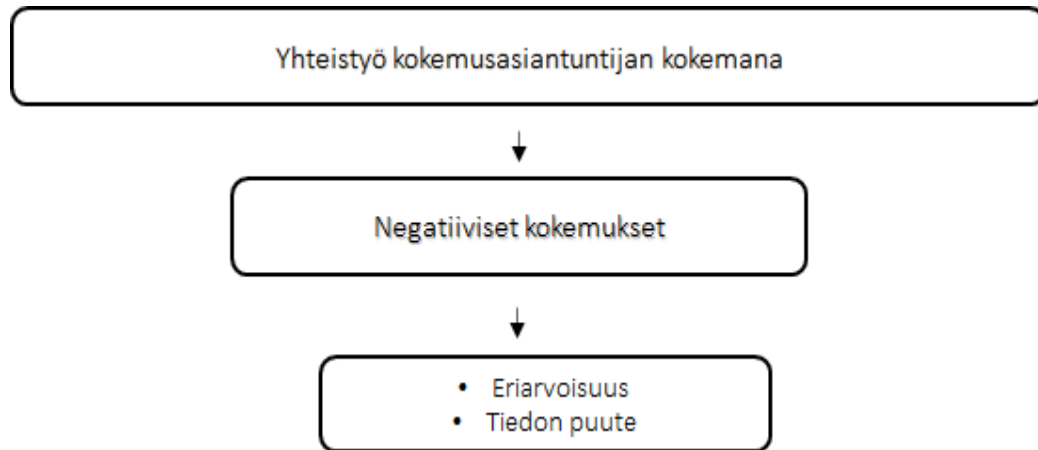 Yhteistyö kokemusasiantuntijan kokemana
Negatiiviset kokemukset
• Eriarvoisuus
• Tiedon puute